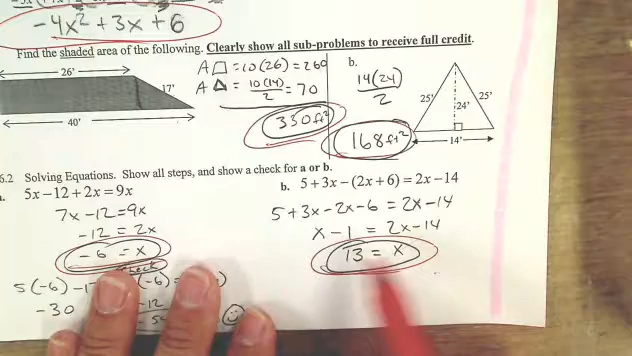 -4x² + 3x + 6
Find the shaded area of the following. Clearly show all sub-problems to receive full credit.
26'
17'
40'
A▢ = 10(26) = 260
A△ = 10(14)/2 = 70
330 ft²
b.
14(24)/2
168 ft²
25'
24'
25'
14'
6.2 Solving Equations. Show all steps, and show a check for a or b.
a. 5x – 12 + 2x = 9x
7x - 12 = 9x
-12 = 2x
-6 = x
check
5(-6) - 1
(-6) =
-30
-12
b. 5 + 3x – (2x + 6) = 2x – 14
5 + 3x - 2x - 6 = 2x - 14
x - 1 = 2x - 14
13 = x